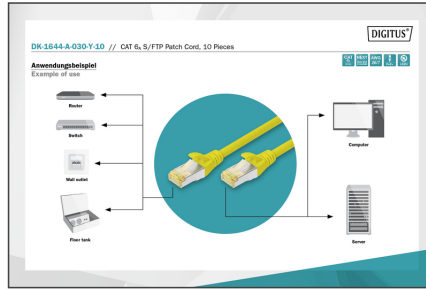 DIGITUS®
DK-1644-A-030-Y-10 // CAT 6A S/FTP Patch Cord, 10 Pieces
Anwendungsbeispiel
Example of use
Router
Switch
Wall outlet
Floor tank
Computer
Server